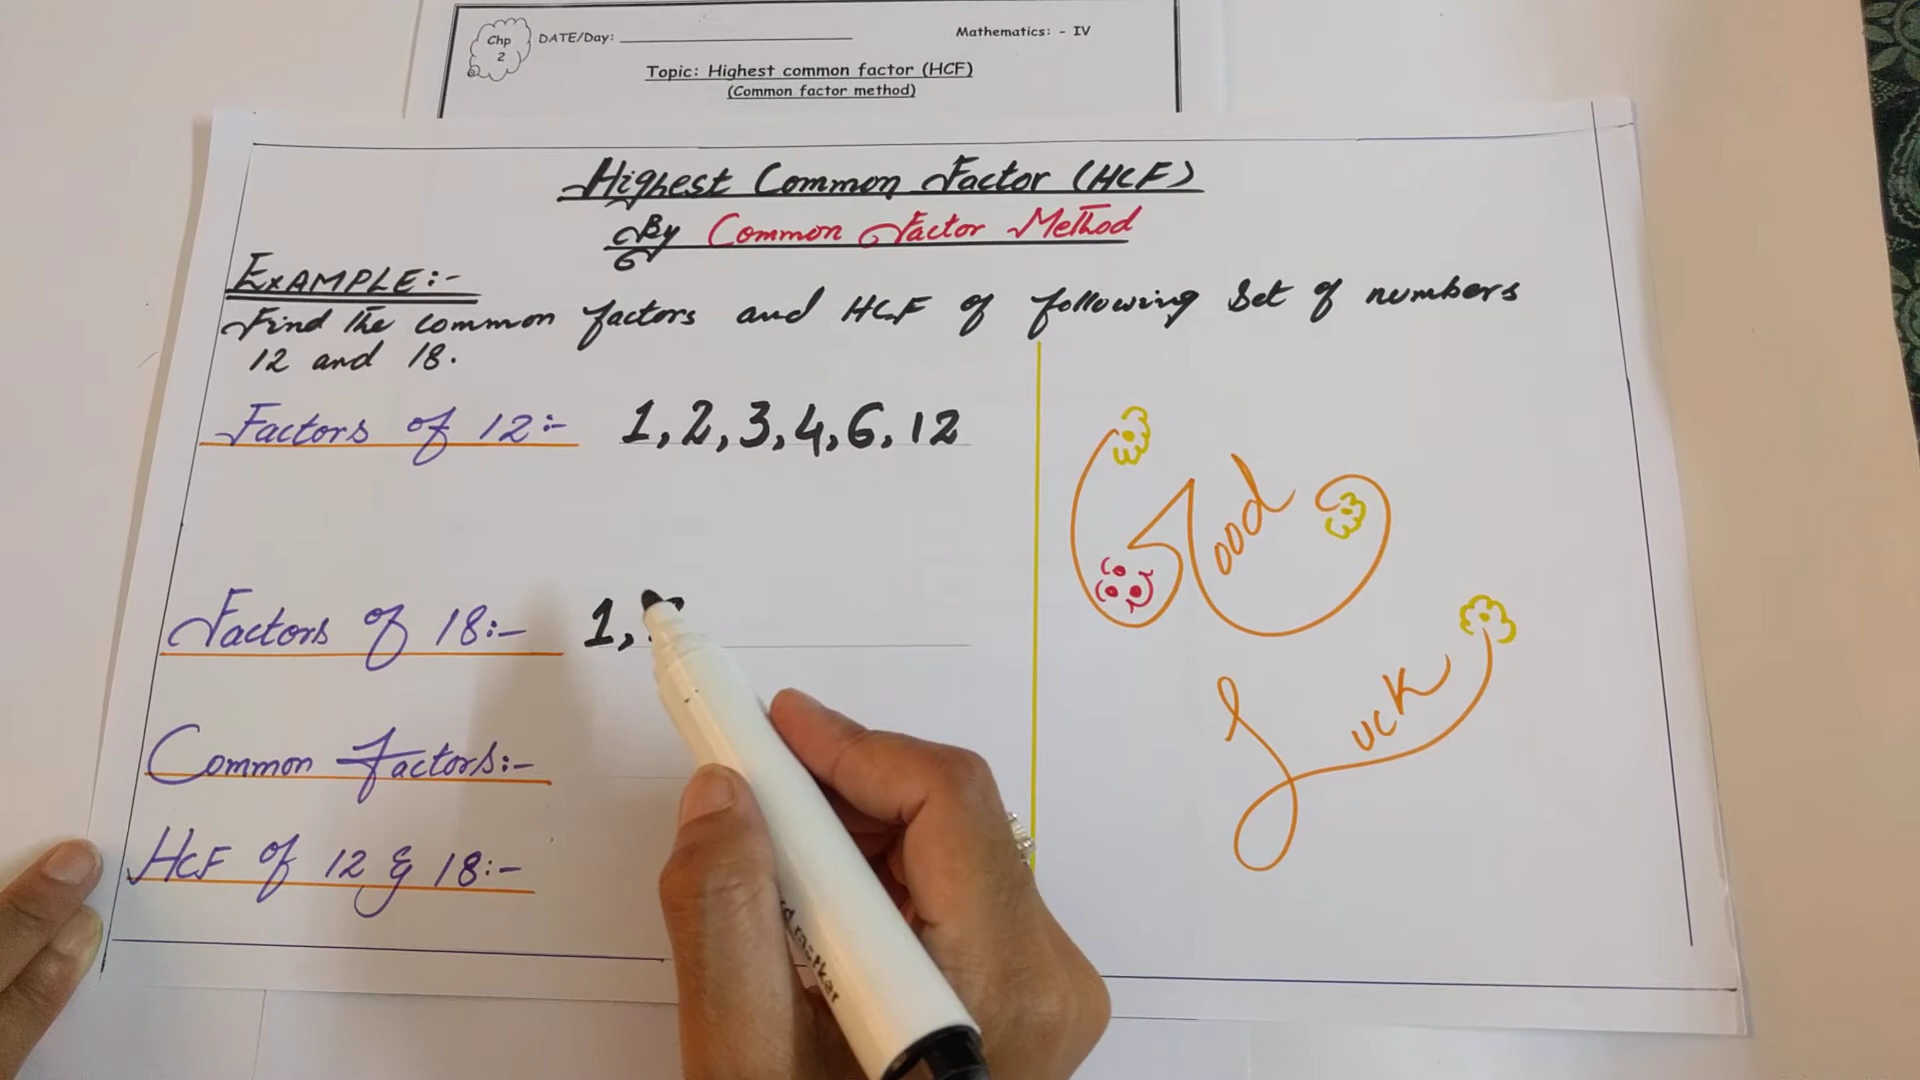 Chp
2
DATE/Day:
Mathematics: - IV
Topic: Highest common factor (HCF)
(Common factor method)
Highest Common Factor (HCF)
By Common Factor Method
EXAMPLE:-
Find the common factors and HCF of following set of numbers
12 and 18.
Factors of 12:- 1, 2, 3, 4, 6, 12
Good
Factors of 18:- 1,
Luck
Common Factors:-
HCF of 12 & 18:-